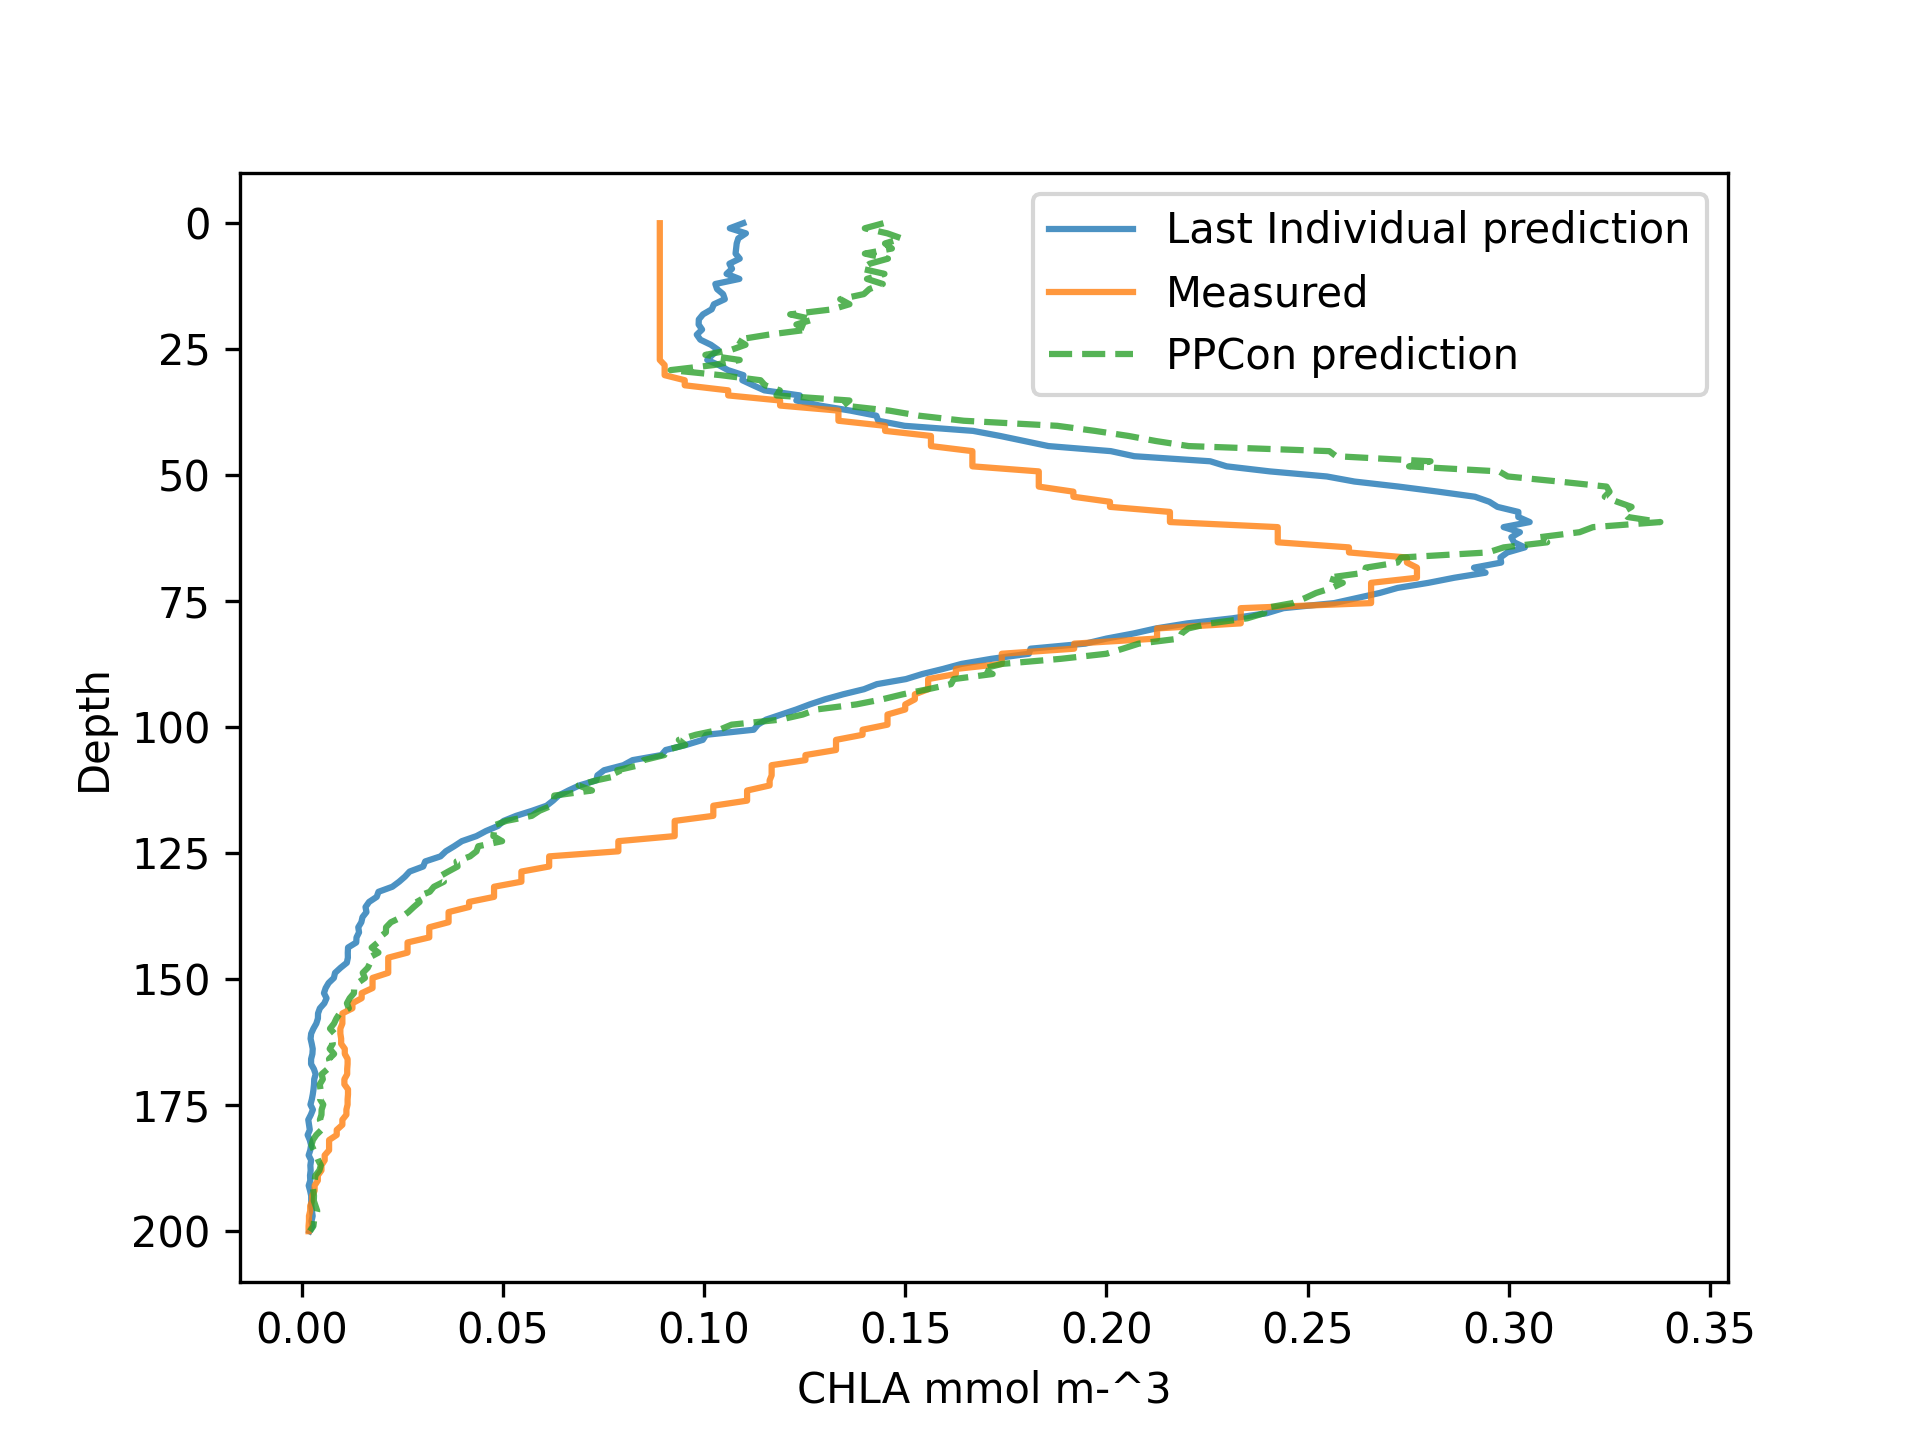 Last Individual prediction
Measured
PPCon prediction
0
25
50
75
100
125
150
175
200
Depth
0.00 0.05 0.10 0.15 0.20 0.25 0.30 0.35
CHLA mmol m-^3